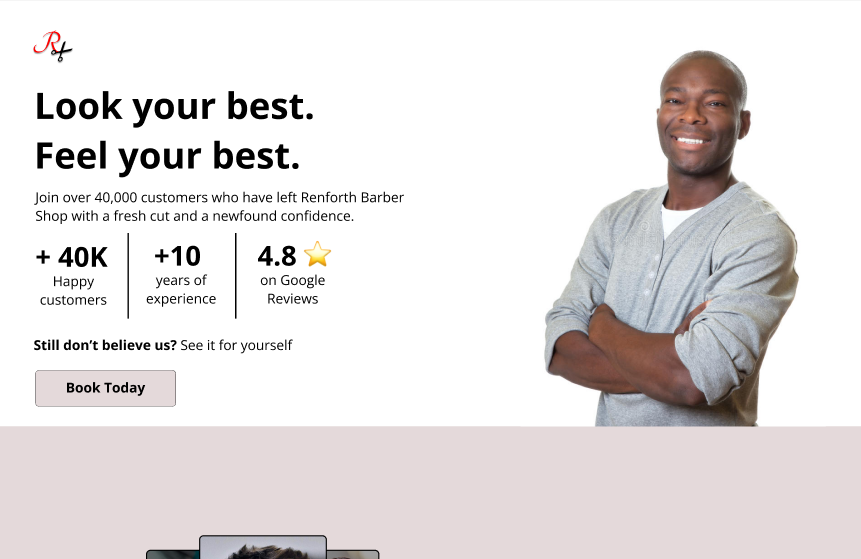 R
Look your best.
Feel your best.
Join over 40,000 customers who have left Renforth Barber
Shop with a fresh cut and a newfound confidence.
+ 40K
Happy
customers
+10
years of
experience
4.8
on Google
Reviews
Still don’t believe us? See it for yourself
Book Today